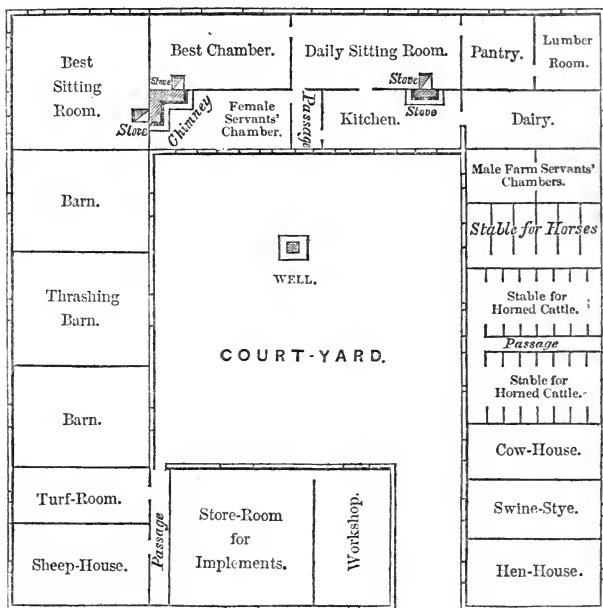 Best
Sitting
Room.
Best Chamber.
Daily Sitting Room.
Pantry.
Lumber
Room.
Stove
Stove
Chimney
Female
Servants'
Chamber.
Passage
Kitchen.
Stove
Stove
Dairy.
Male Farm Servants'
Chambers.
Stable for Horses
Barn.
WELL.
Stable for
Horned Cattle.
Passage
Stable for
Horned Cattle.
Thrashing
Barn.
COURT-YARD.
Barn.
Cow-House.
Turf-Room.
Passage
Store-Room
for
Implements.
Workshop.
Swine-Stye.
Sheep-House.
Hen-House.